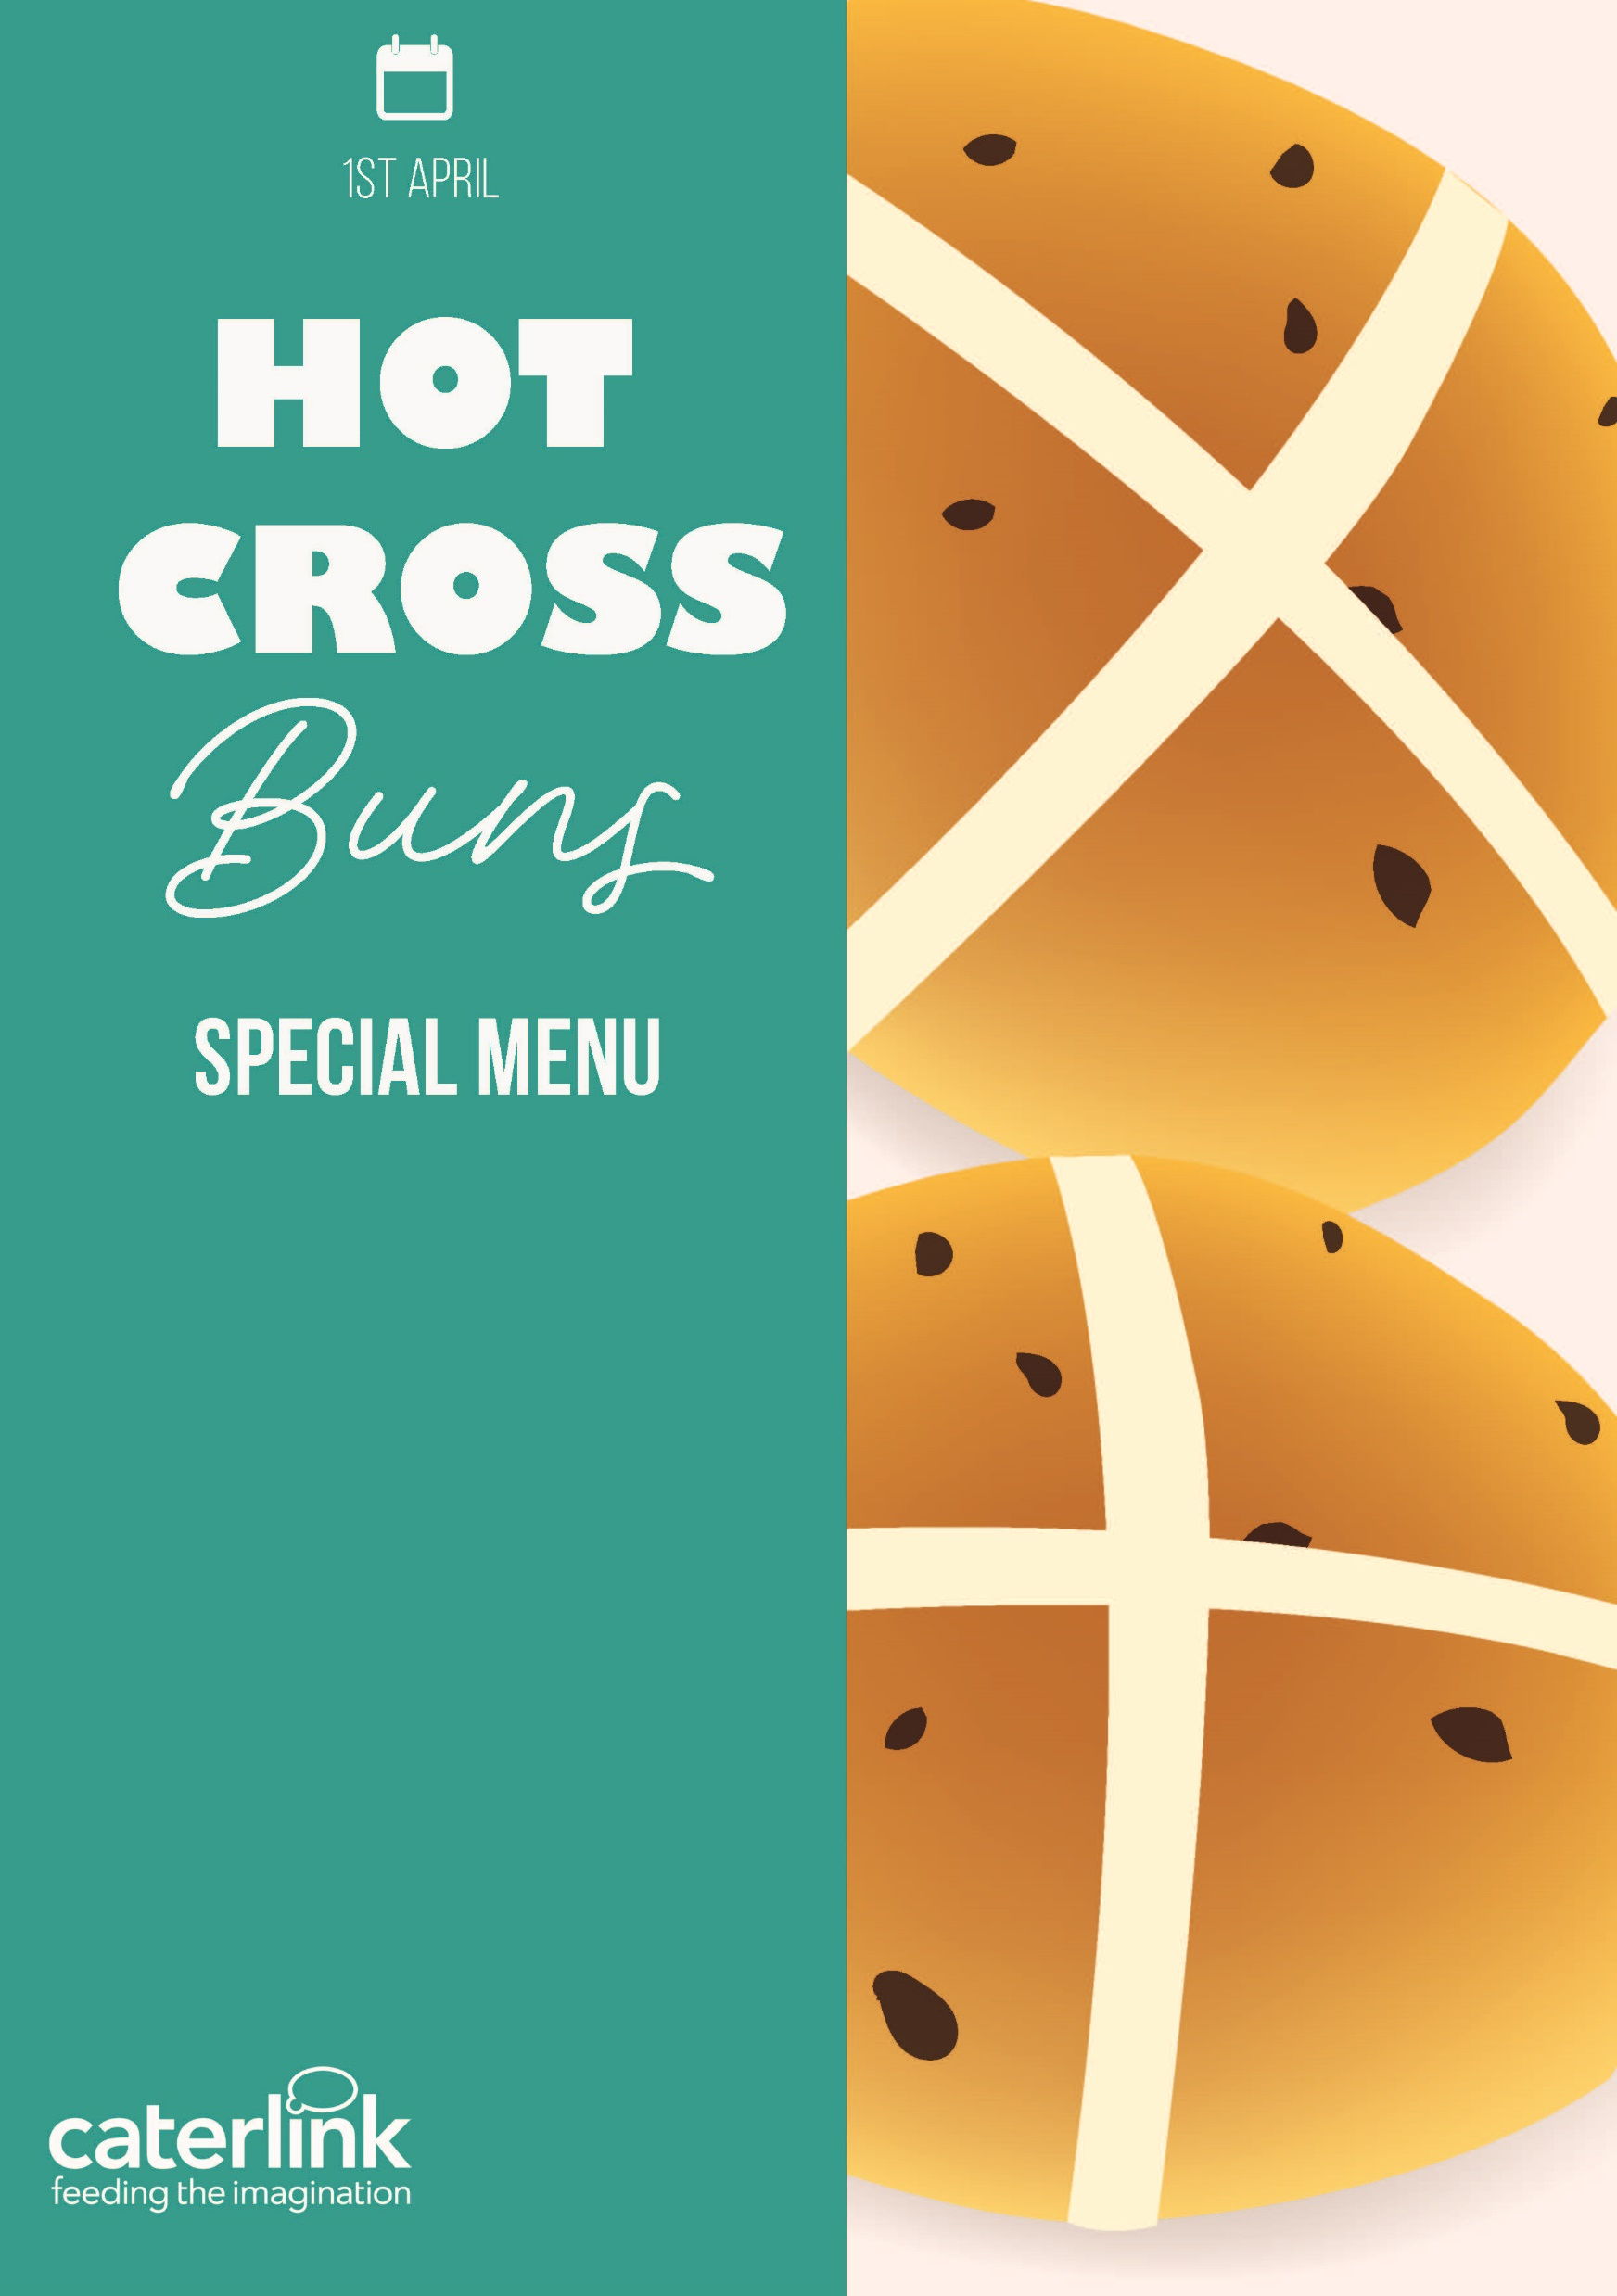 1ST APRIL
HOT
CROSS
Buns
SPECIAL MENU
caterlink
feeding the imagination